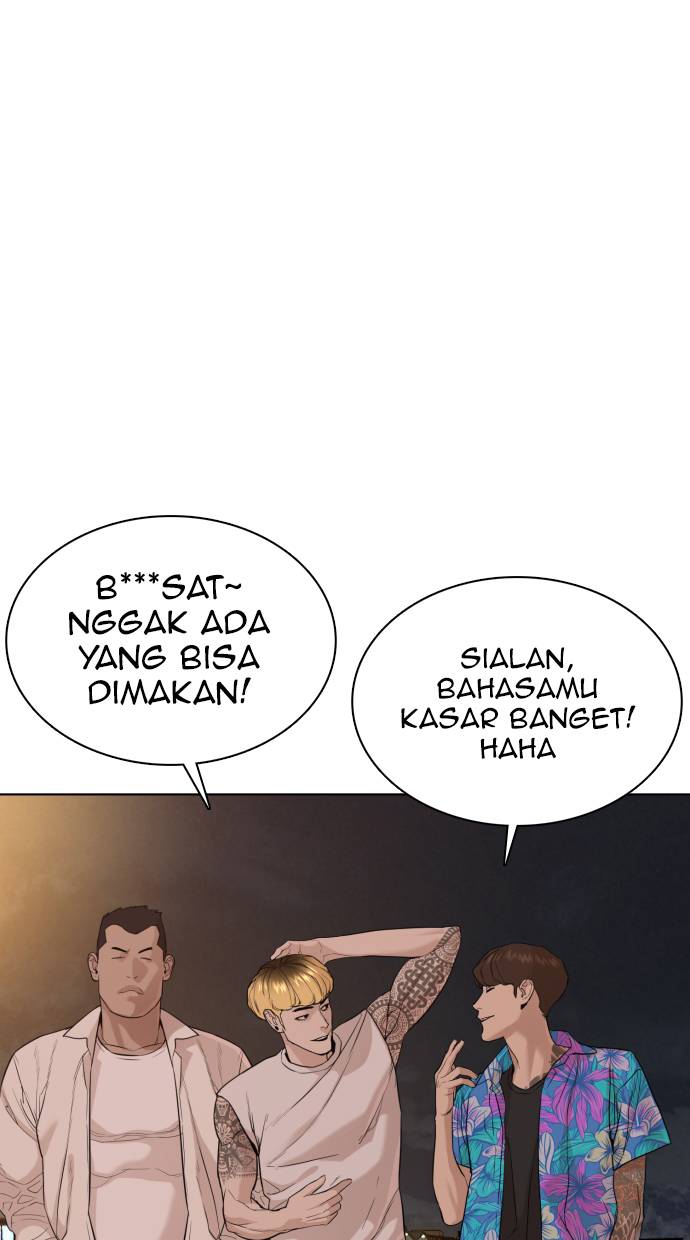 B***SAT~
NGGAK ADA
YANG BISA
DIMAKAN!
SIALAN,
BAHASAMU
KASAR BANGET!
HAHA